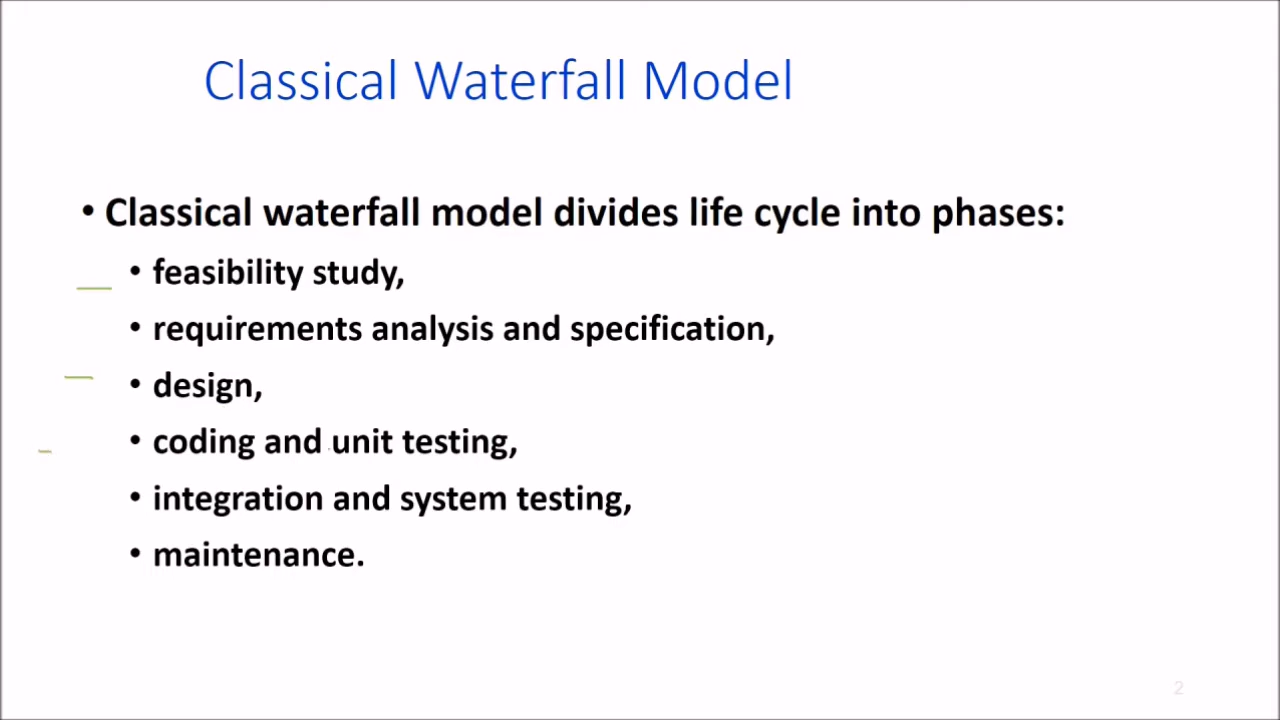 Classical Waterfall Model
• Classical waterfall model divides life cycle into phases:
• feasibility study,
• requirements analysis and specification,
• design,
• coding and unit testing,
• integration and system testing,
• maintenance.
2